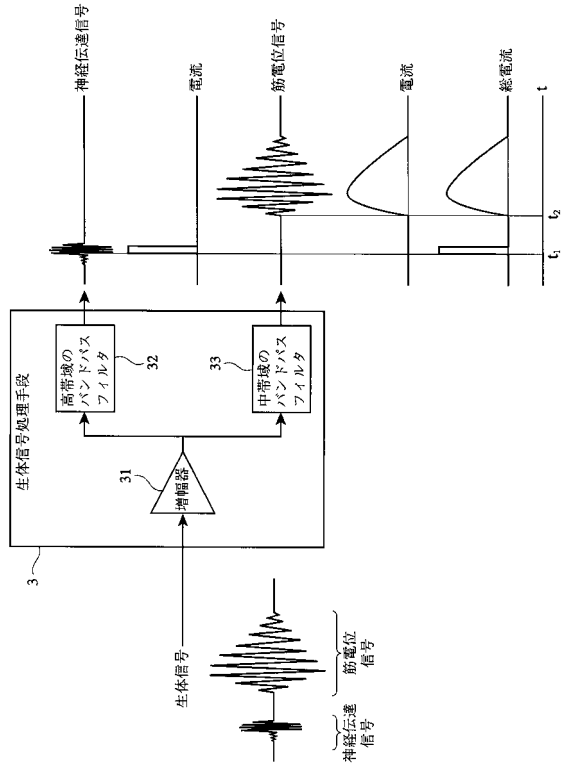 生体信号
神経伝達
信号
筋電位
信号
3
生体信号処理手段
31
増幅器
高帯域の
バンドパス
フィルタ
32
中帯域の
バンドパス
フィルタ
33
神経伝達信号
電流
筋電位信号
電流
総電流
t1
t2
t